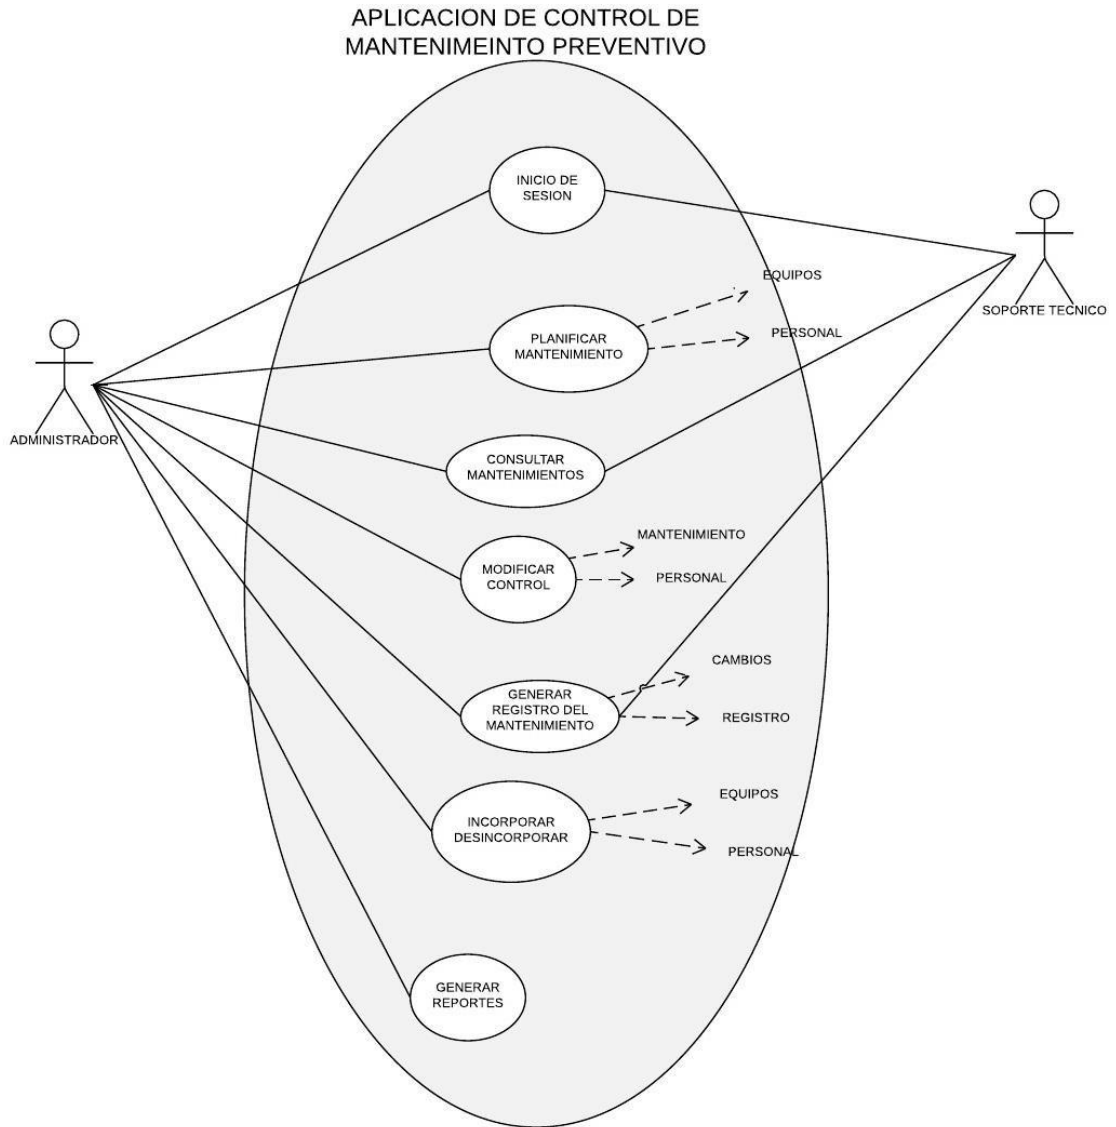 APLICACION DE CONTROL DE
MANTENIMEINTO PREVENTIVO
INICIO DE
SESION
EQUIPOS
SOPORTE TECNICO
PLANIFICAR
MANTENIMIENTO
PERSONAL
ADMINISTRADOR
CONSULTAR
MANTENIMIENTOS
MANTENIMIENTO
MODIFICAR
CONTROL
PERSONAL
CAMBIOS
GENERAR
REGISTRO DEL
MANTENIMIENTO
REGISTRO
EQUIPOS
INCORPORAR
DESINCORPORAR
PERSONAL
GENERAR
REPORTES